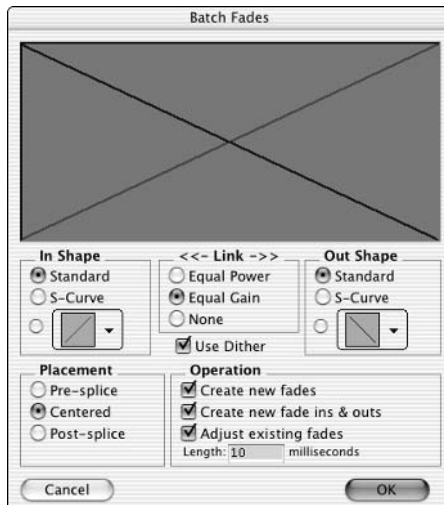 Batch Fades
In Shape
Standard
S-Curve
<<- Link ->>
Equal Power
Equal Gain
None
Use Dither
Out Shape
Standard
S-Curve
Placement
Pre-splice
Centered
Post-splice
Operation
Create new fades
Create new fade ins & outs
Adjust existing fades
Length: 10 milliseconds
Cancel
OK